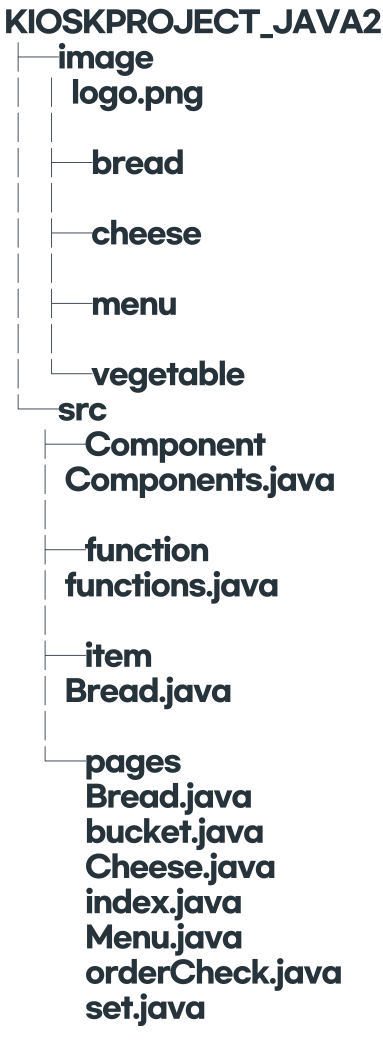 KIOSKPROJECT_JAVA2
image
logo.png
bread
cheese
menu
vegetable
src
Component
Components.java
function
functions.java
item
Bread.java
pages
Bread.java
bucket.java
Cheese.java
index.java
Menu.java
orderCheck.java
set.java